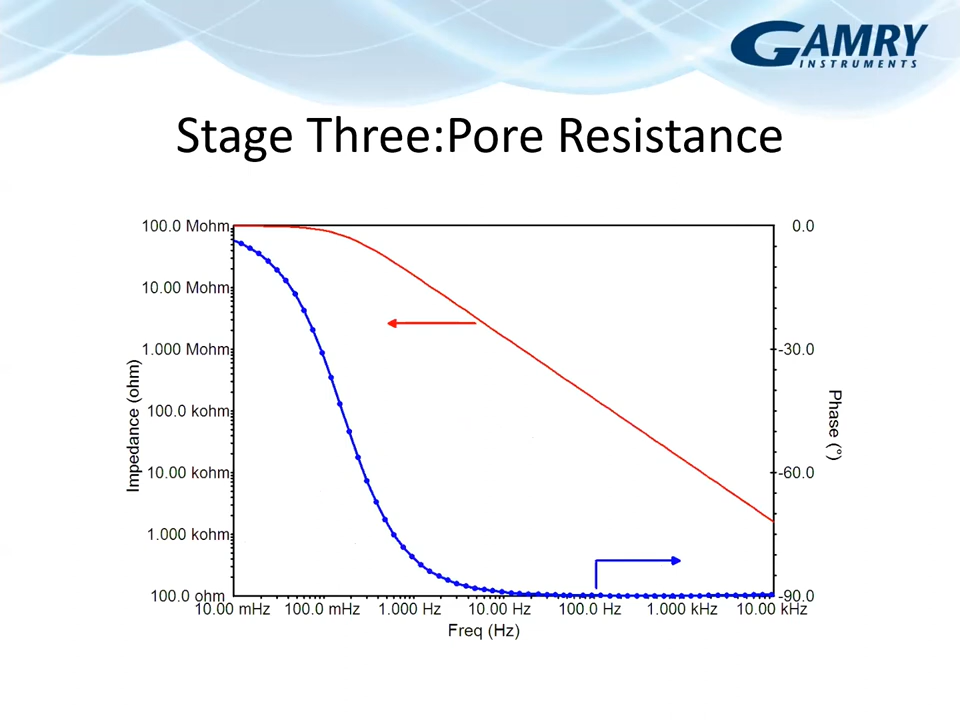 GAMRY
INSTRUMENTS
Stage Three:Pore Resistance
100.0 Mohm
10.00 Mohm
1.000 Mohm
100.0 kohm
10.00 kohm
1.000 kohm
100.0 ohm
Impedance (ohm)
0.0
-30.0
-60.0
-90.0
Phase (°)
10.00 mHz 100.0 mHz 1.000 Hz 10.00 Hz 100.0 Hz 1.000 kHz 10.00 kHz
Freq (Hz)